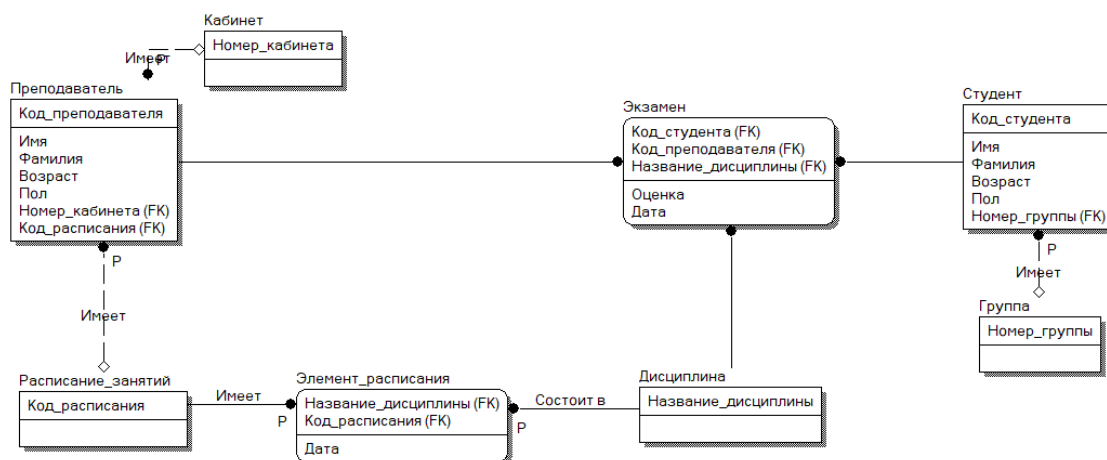 Кабинет
Номер_кабинета
Имеет
P
Преподаватель
Код_преподавателя
Имя
Фамилия
Возраст
Пол
Номер_кабинета (FK)
Код_расписания (FK)
P
Имеет
Экзамен
Код_студента (FK)
Код_преподавателя (FK)
Название_дисциплины (FK)
Оценка
Дата
Студент
Код_студента
Имя
Фамилия
Возраст
Пол
Номер_группы (FK)
P
Имеет
Группа
Номер_группы
Расписание_занятий
Код_расписания
Имеет
P
Элемент_расписания
Название_дисциплины (FK)
Код_расписания (FK)
Дата
Состоит в
P
Дисциплина
Название_дисциплины